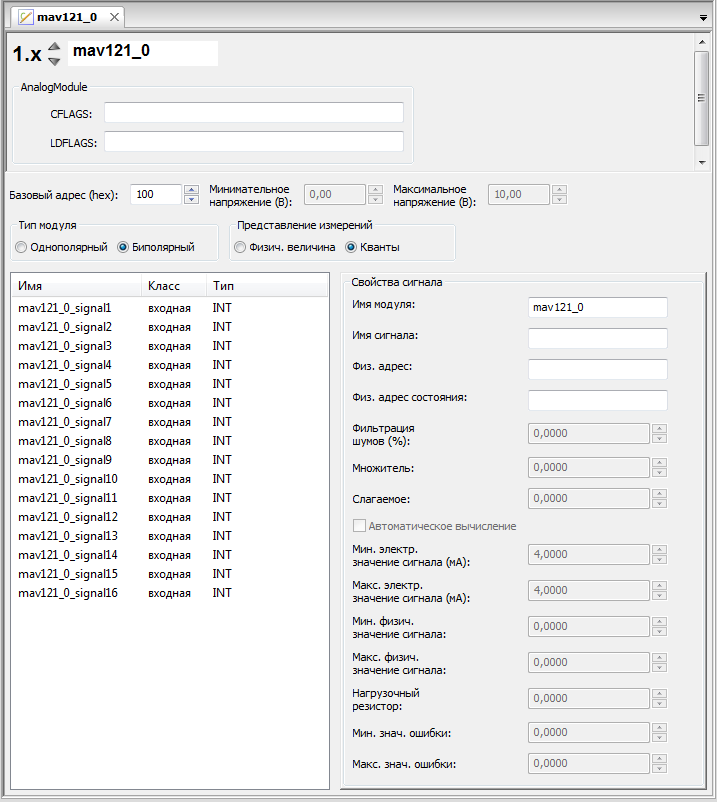 mav121_0
1.x mav121_0
AnalogModule
CFLAGS:
LDFLAGS:
Базовый адрес (hex): 100 Минимательное напряжение (В): 0,00 Максимальное напряжение (В): 10,00
Тип модуля Представление измерений
Однополярный Биполярный Физич. величина Кванты
Имя Класс Тип
mav121_0_signal1 входная INT
mav121_0_signal2 входная INT
mav121_0_signal3 входная INT
mav121_0_signal4 входная INT
mav121_0_signal5 входная INT
mav121_0_signal6 входная INT
mav121_0_signal7 входная INT
mav121_0_signal8 входная INT
mav121_0_signal9 входная INT
mav121_0_signal10 входная INT
mav121_0_signal11 входная INT
mav121_0_signal12 входная INT
mav121_0_signal13 входная INT
mav121_0_signal14 входная INT
mav121_0_signal15 входная INT
mav121_0_signal16 входная INT
Свойства сигнала
Имя модуля: mav121_0
Имя сигнала:
Физ. адрес:
Физ. адрес состояния:
Фильтрация
шумов (%): 0,0000
Множитель: 0,0000
Слагаемое: 0,0000
Автоматическое вычисление
Мин. электр.
значение сигнала (мА): 4,0000
Макс. электр.
значение сигнала (мА): 4,0000
Мин. физич.
значение сигнала: 0,0000
Макс. физич.
значение сигнала: 0,0000
Нагрузочный
резистор: 0,0000
Мин. знач. ошибки: 0,0000
Макс. знач. ошибки: 0,0000